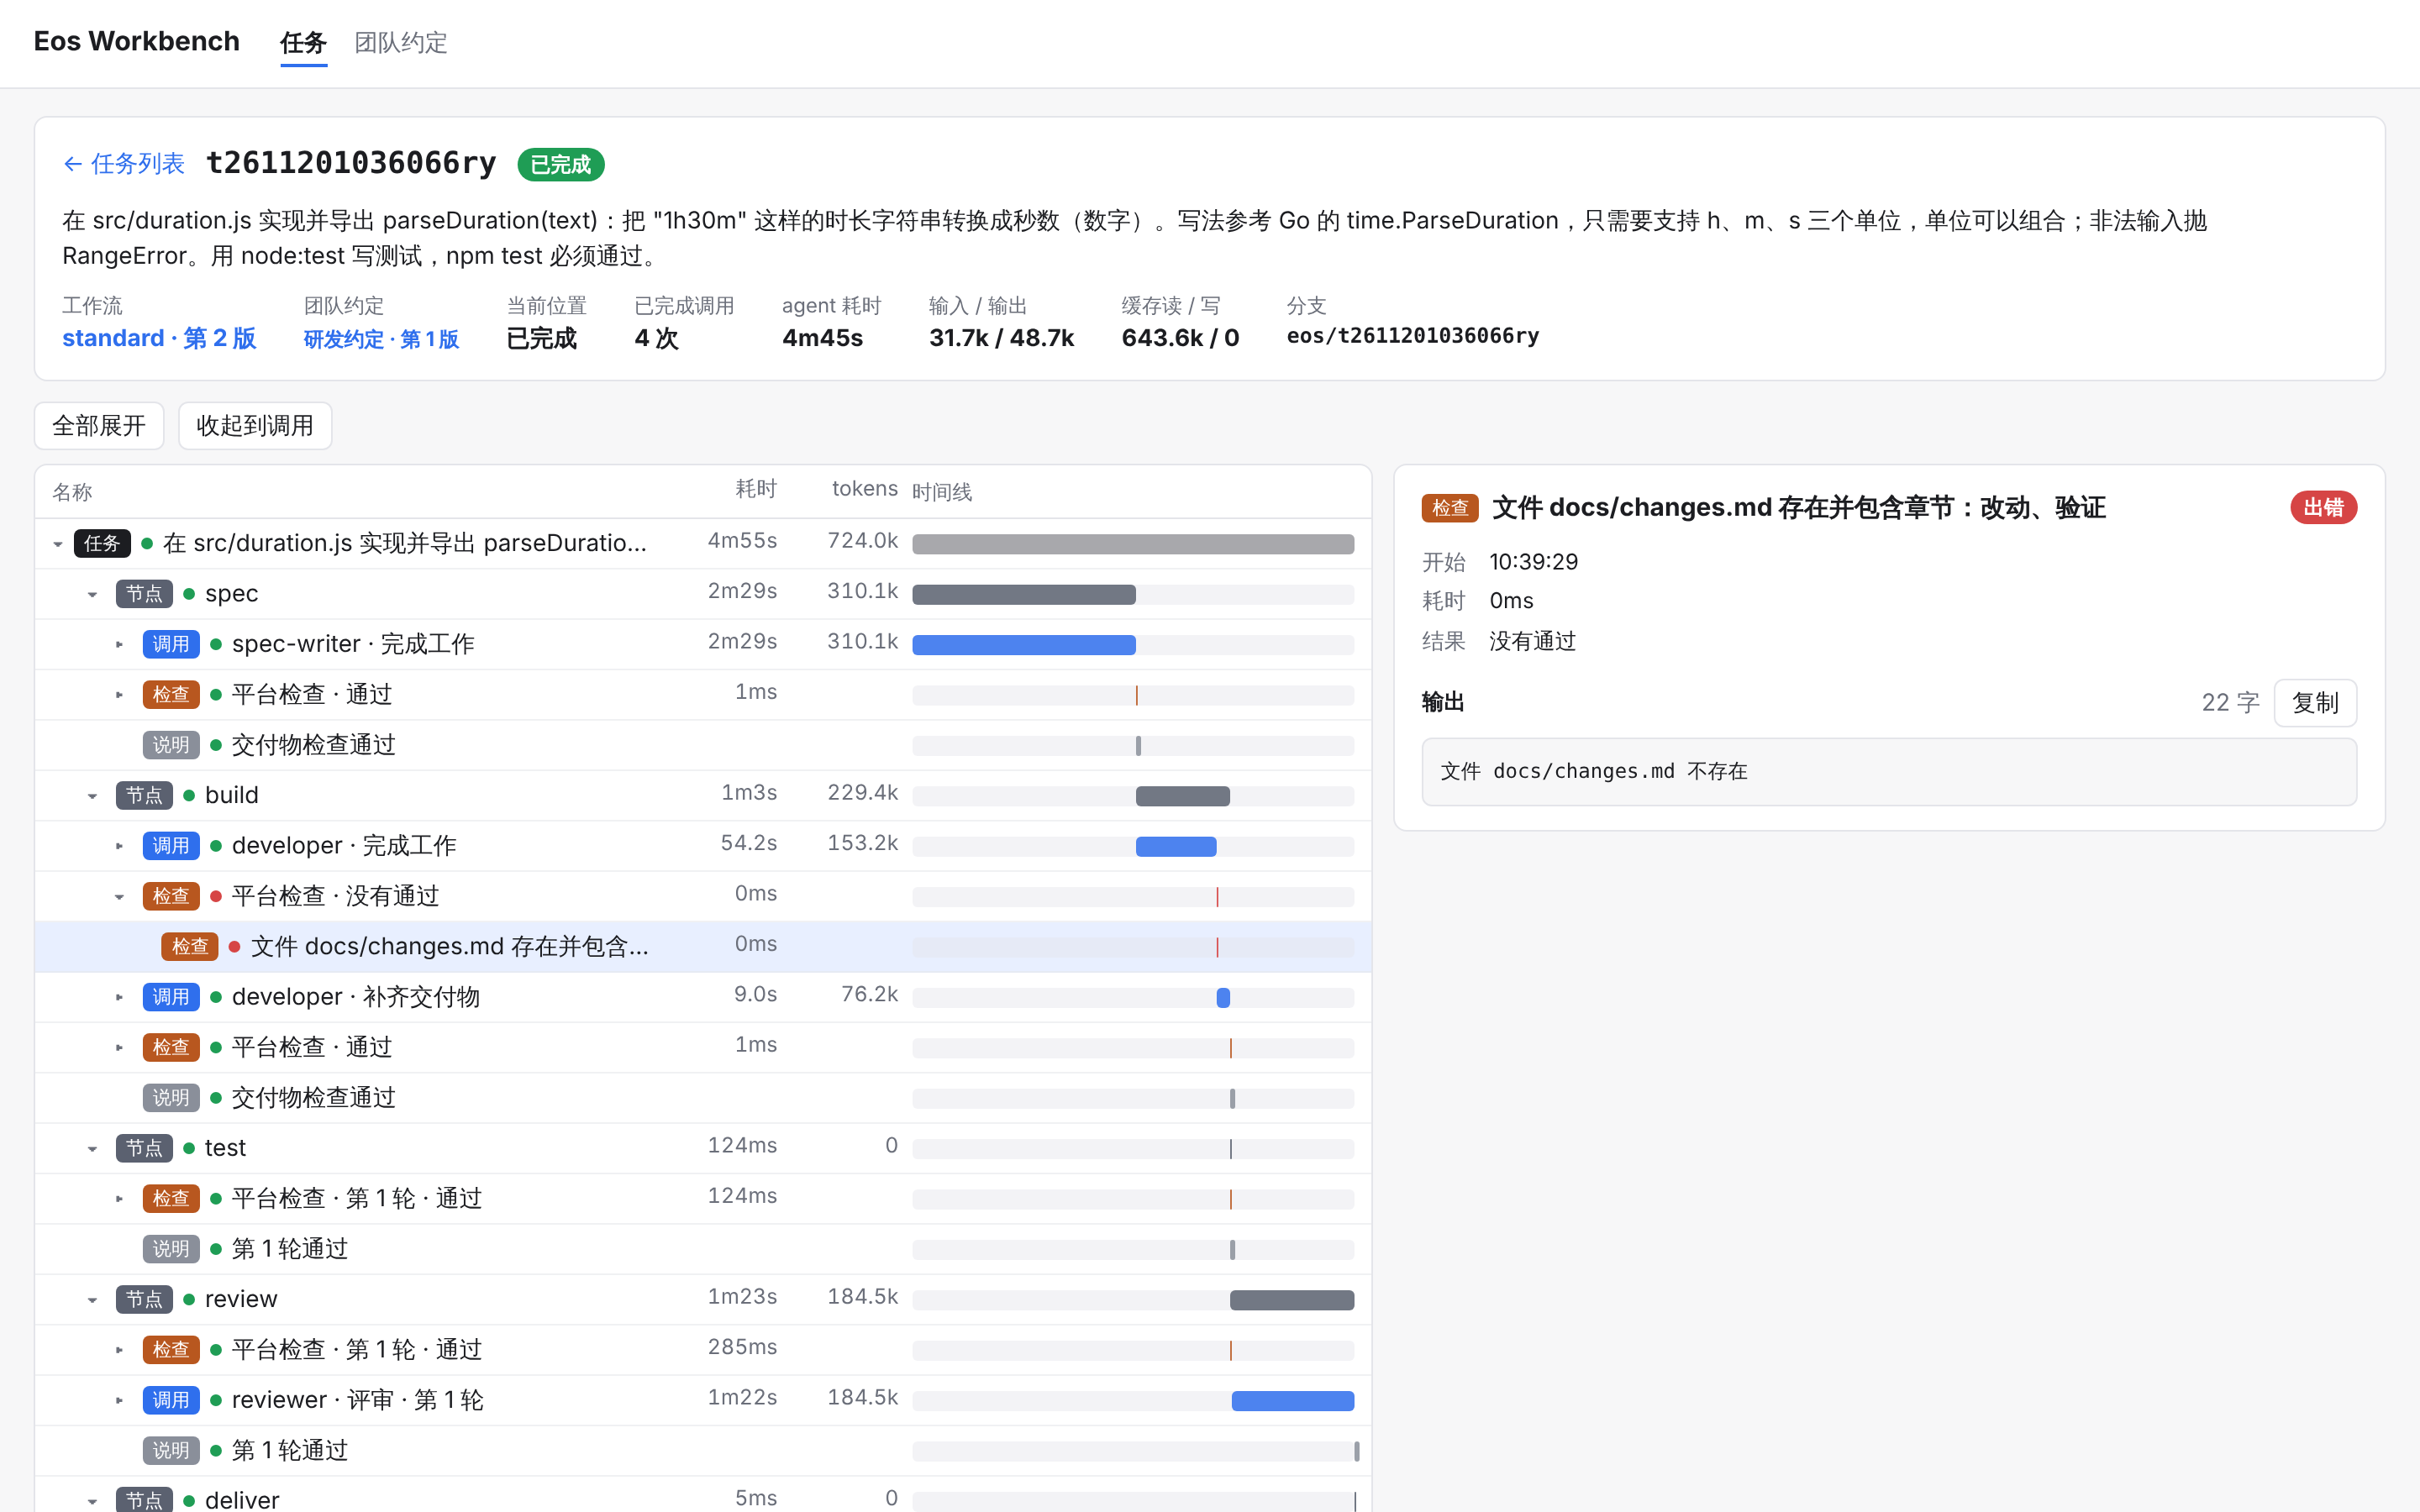 Eos Workbench 任务 团队约定
← 任务列表 t2611201036066ry 已完成
在 src/duration.js 实现并导出 parseDuration(text)：把 "1h30m" 这样的时长字符串转换成秒数（数字）。写法参考 Go 的 time.ParseDuration，只需要支持 h、m、s 三个单位，单位可以组合；非法输入抛
RangeError。用 node:test 写测试，npm test 必须通过。
工作流 团队约定 当前位置 已完成调用 agent 耗时 输入 / 输出 缓存读 / 写 分支
standard · 第 2 版 研发约定 · 第 1 版 已完成 4 次 4m45s 31.7k / 48.7k 643.6k / 0 eos/t2611201036066ry
全部展开 收起到调用
名称 耗时 tokens 时间线
任务 在 src/duration.js 实现并导出 parseDuratio... 4m55s 724.0k
节点 spec 2m29s 310.1k
调用 spec-writer · 完成工作 2m29s 310.1k
检查 平台检查 · 通过 1ms
说明 交付物检查通过
节点 build 1m3s 229.4k
调用 developer · 完成工作 54.2s 153.2k
检查 平台检查 · 没有通过 0ms
检查 文件 docs/changes.md 存在并包含... 0ms
调用 developer · 补齐交付物 9.0s 76.2k
检查 平台检查 · 通过 1ms
说明 交付物检查通过
节点 test 124ms 0
检查 平台检查 · 第 1 轮 · 通过 124ms
说明 第 1 轮通过
节点 review 1m23s 184.5k
检查 平台检查 · 第 1 轮 · 通过 285ms
调用 reviewer · 评审 · 第 1 轮 1m22s 184.5k
说明 第 1 轮通过
节点 deliver 5ms 0
检查 文件 docs/changes.md 存在并包含章节：改动、验证 出错
开始 10:39:29
耗时 0ms
结果 没有通过
输出 22 字 复制
文件 docs/changes.md 不存在